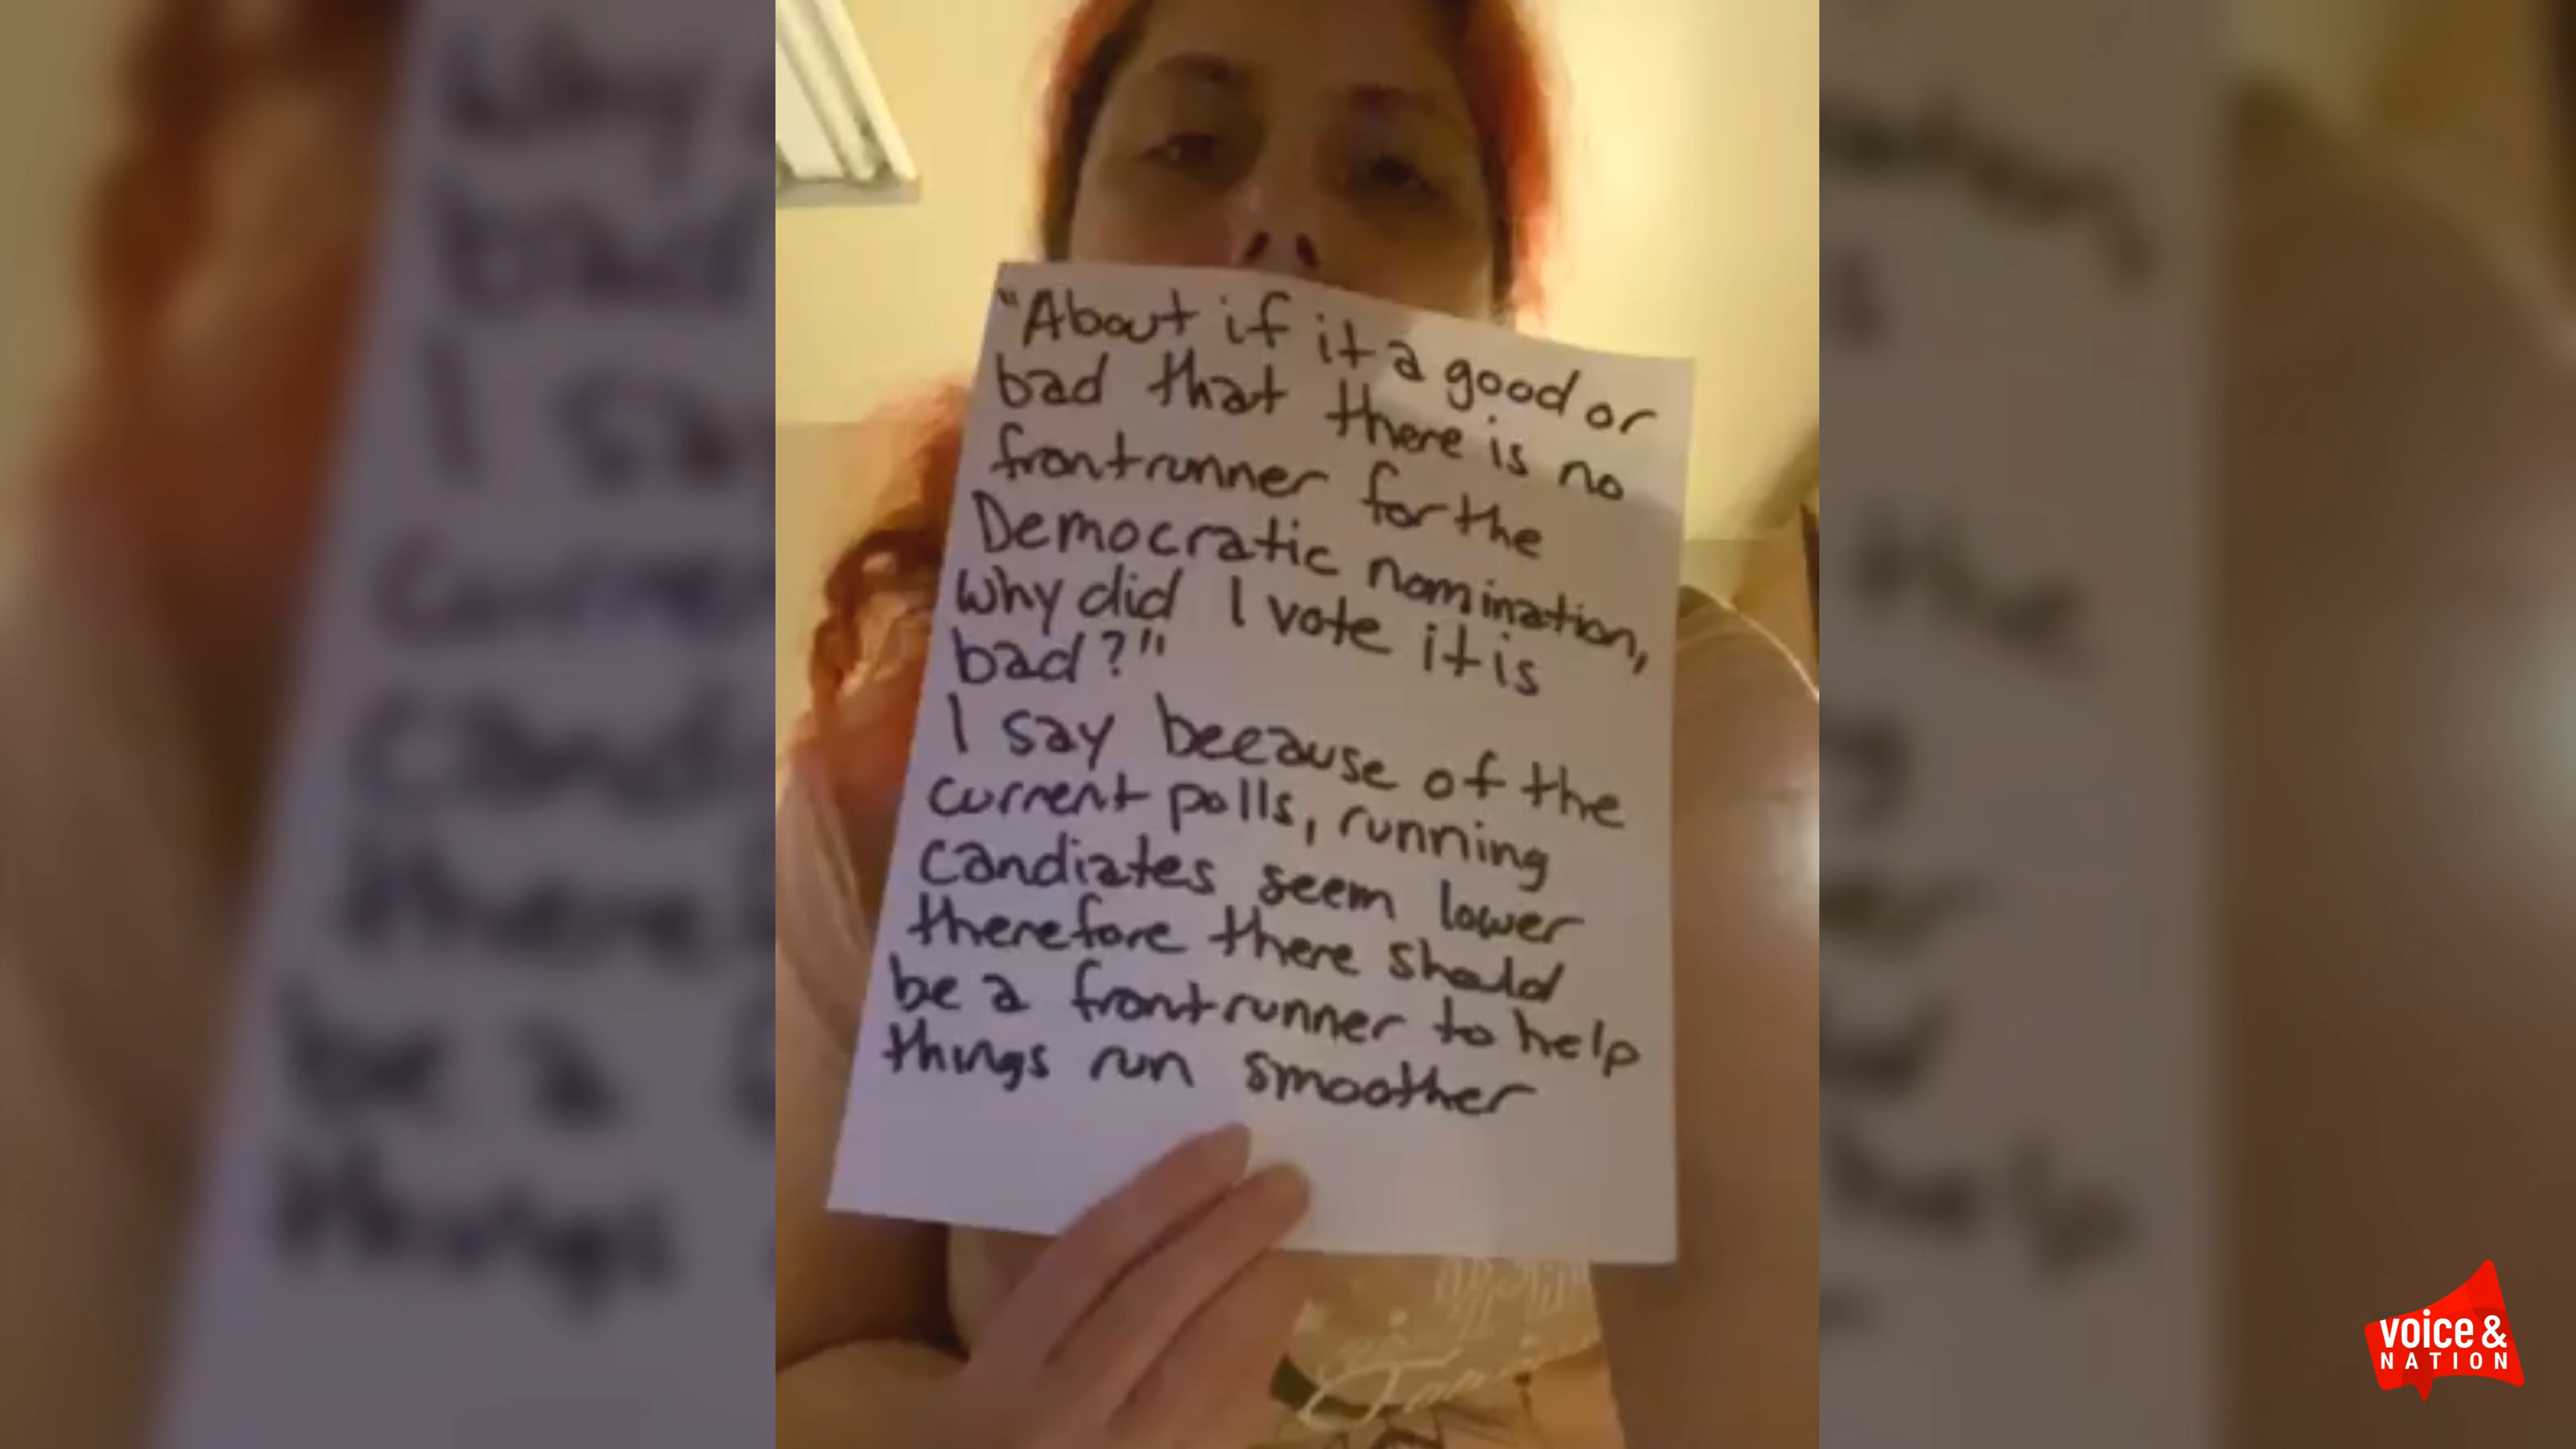 "About if it a good or
bad that there is no
frontrunner for the
Democratic nomination,
why did I vote it is
bad?"
I say beeause of the
current polls, running
candiates seem lower
therefore there should
be a frontrunner to help
things run smoother
VOICE &
NATION